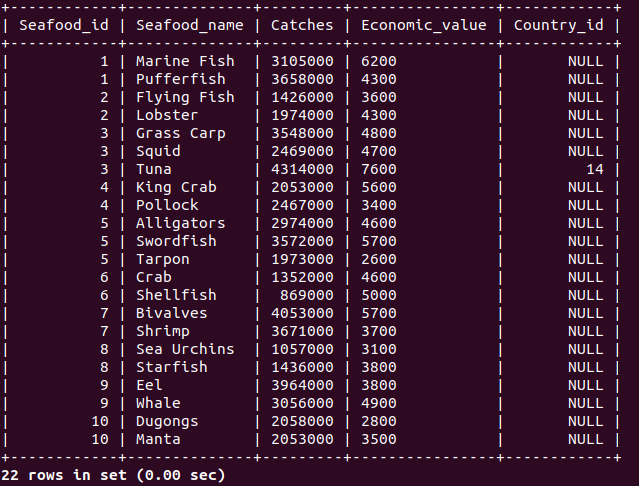 +------------+--------------+---------+----------------+------------+
| Seafood_id | Seafood_name | Catches | Economic_value | Country_id |
+------------+--------------+---------+----------------+------------+
|          1 | Marine Fish  | 3105000 | 6200           |       NULL |
|          1 | Pufferfish   | 3658000 | 4300           |       NULL |
|          2 | Flying Fish  | 1426000 | 3600           |       NULL |
|          2 | Lobster      | 1974000 | 4300           |       NULL |
|          3 | Grass Carp   | 3548000 | 4800           |       NULL |
|          3 | Squid        | 2469000 | 4700           |       NULL |
|          3 | Tuna         | 4314000 | 7600           |         14 |
|          4 | King Crab    | 2053000 | 5600           |       NULL |
|          4 | Pollock      | 2467000 | 3400           |       NULL |
|          5 | Alligators   | 2974000 | 4600           |       NULL |
|          5 | Swordfish    | 3572000 | 5700           |       NULL |
|          5 | Tarpon       | 1973000 | 2600           |       NULL |
|          6 | Crab         | 1352000 | 4600           |       NULL |
|          6 | Shellfish    |  869000 | 5000           |       NULL |
|          7 | Bivalves     | 4053000 | 5700           |       NULL |
|          7 | Shrimp       | 3671000 | 3700           |       NULL |
|          8 | Sea Urchins  | 1057000 | 3100           |       NULL |
|          8 | Starfish     | 1436000 | 3800           |       NULL |
|          9 | Eel          | 3964000 | 3800           |       NULL |
|          9 | Whale        | 3056000 | 4900           |       NULL |
|         10 | Dugongs      | 2058000 | 2800           |       NULL |
|         10 | Manta        | 2053000 | 3500           |       NULL |
+------------+--------------+---------+----------------+------------+
22 rows in set (0.00 sec)